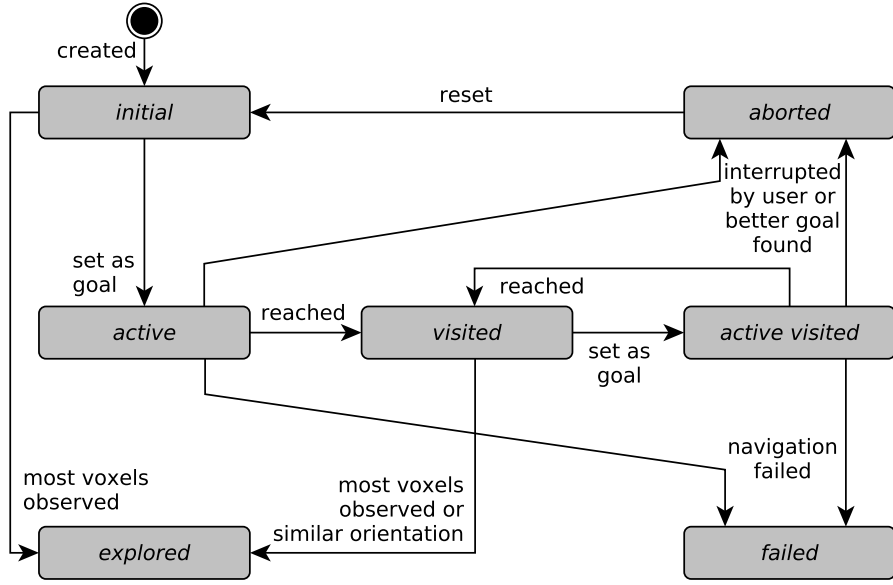 created
initial
reset
aborted
interrupted
by user or
better goal
found
set as
goal
active
reached
visited
reached
set as
goal
active visited
most voxels
observed
most voxels
observed or
similar orientation
navigation
failed
explored
failed